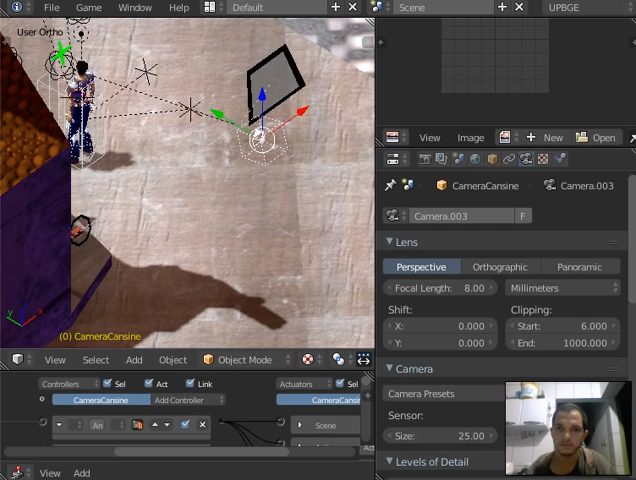 File Window Help Default Scene UPBGE
User Ortho
(0) CameraCansine
View Select Add Object Object Mode
Controllers Sel Act Link Actuators Sel
CameraCansine Add Controller CameraCansin
An Scene
View Add
View Image New Open
CameraCansine Camera.003
Camera.003 F
Lens
Perspective Orthographic Panoramic
Focal Length: 8.00 Millimeters
Shift: Clipping:
X: 0.000 Start: 6.000
Y: 0.000 End: 1000.000
Camera
Camera Presets
Sensor:
Size: 25.00
Levels of Detail
y x